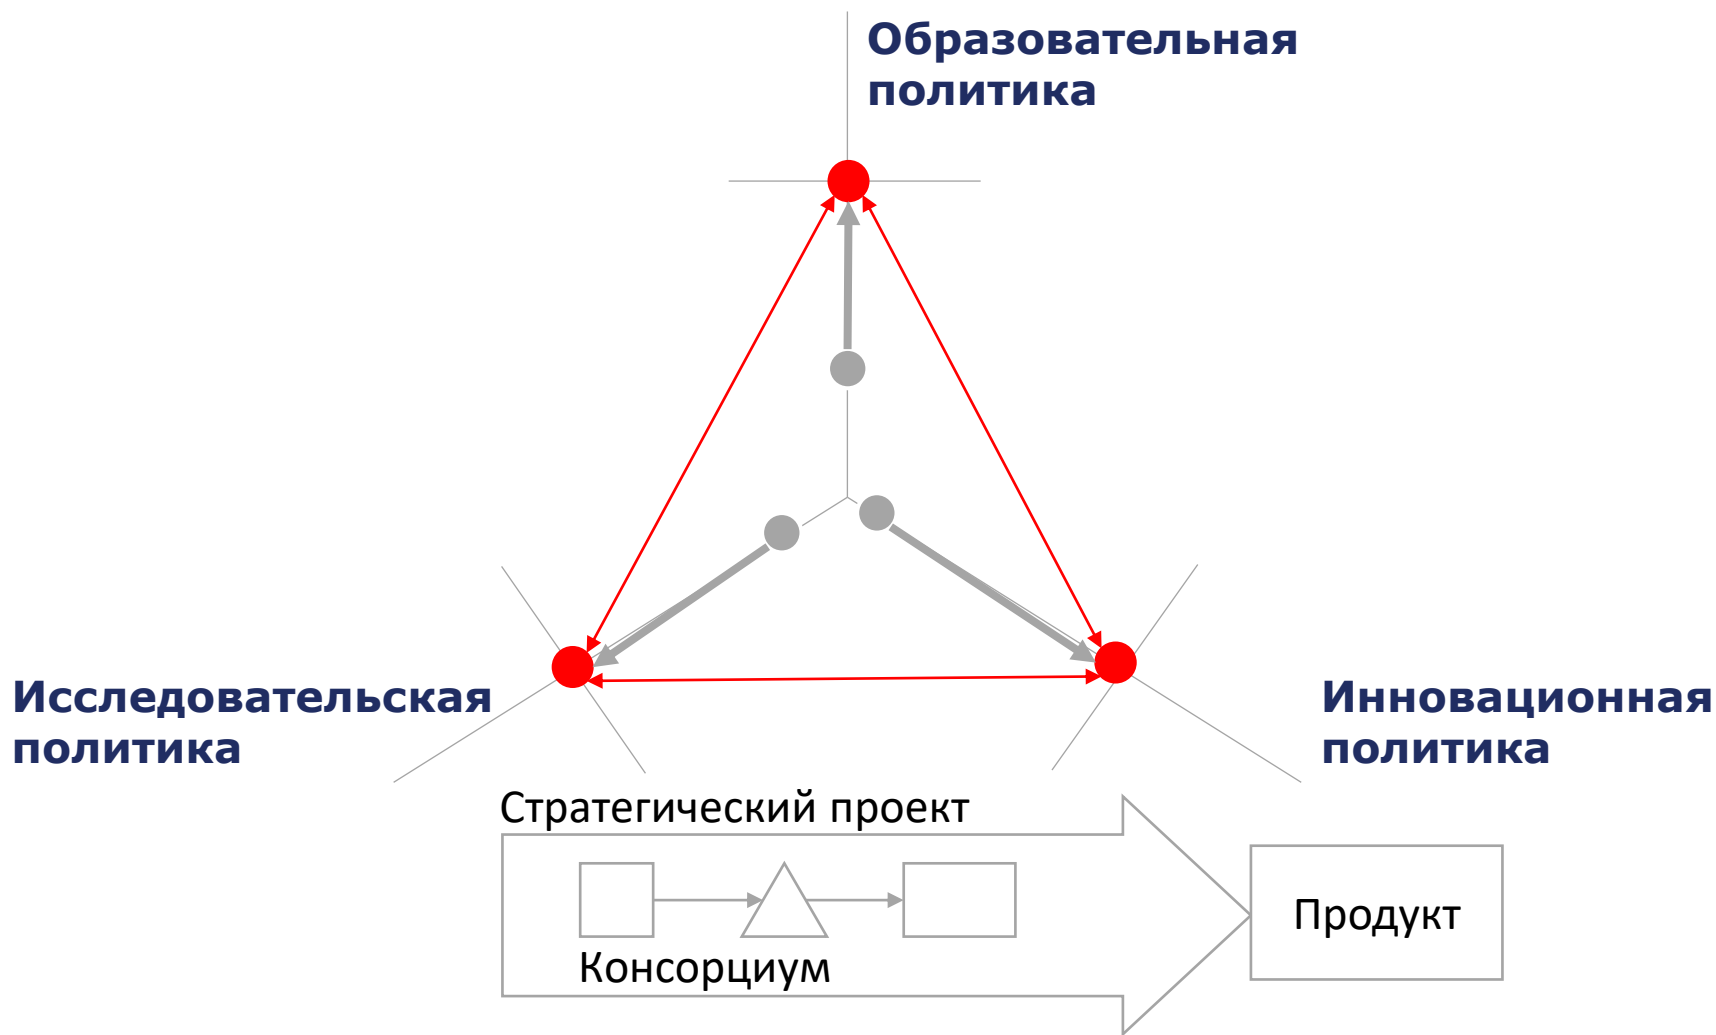 Образовательная
политика
Исследовательская
политика
Инновационная
политика
Стратегический проект
Консорциум
Продукт